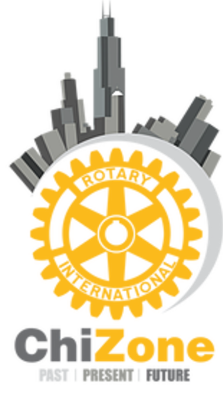 ROTARY
INTERNATIONAL
ChiZone
PAST | PRESENT | FUTURE